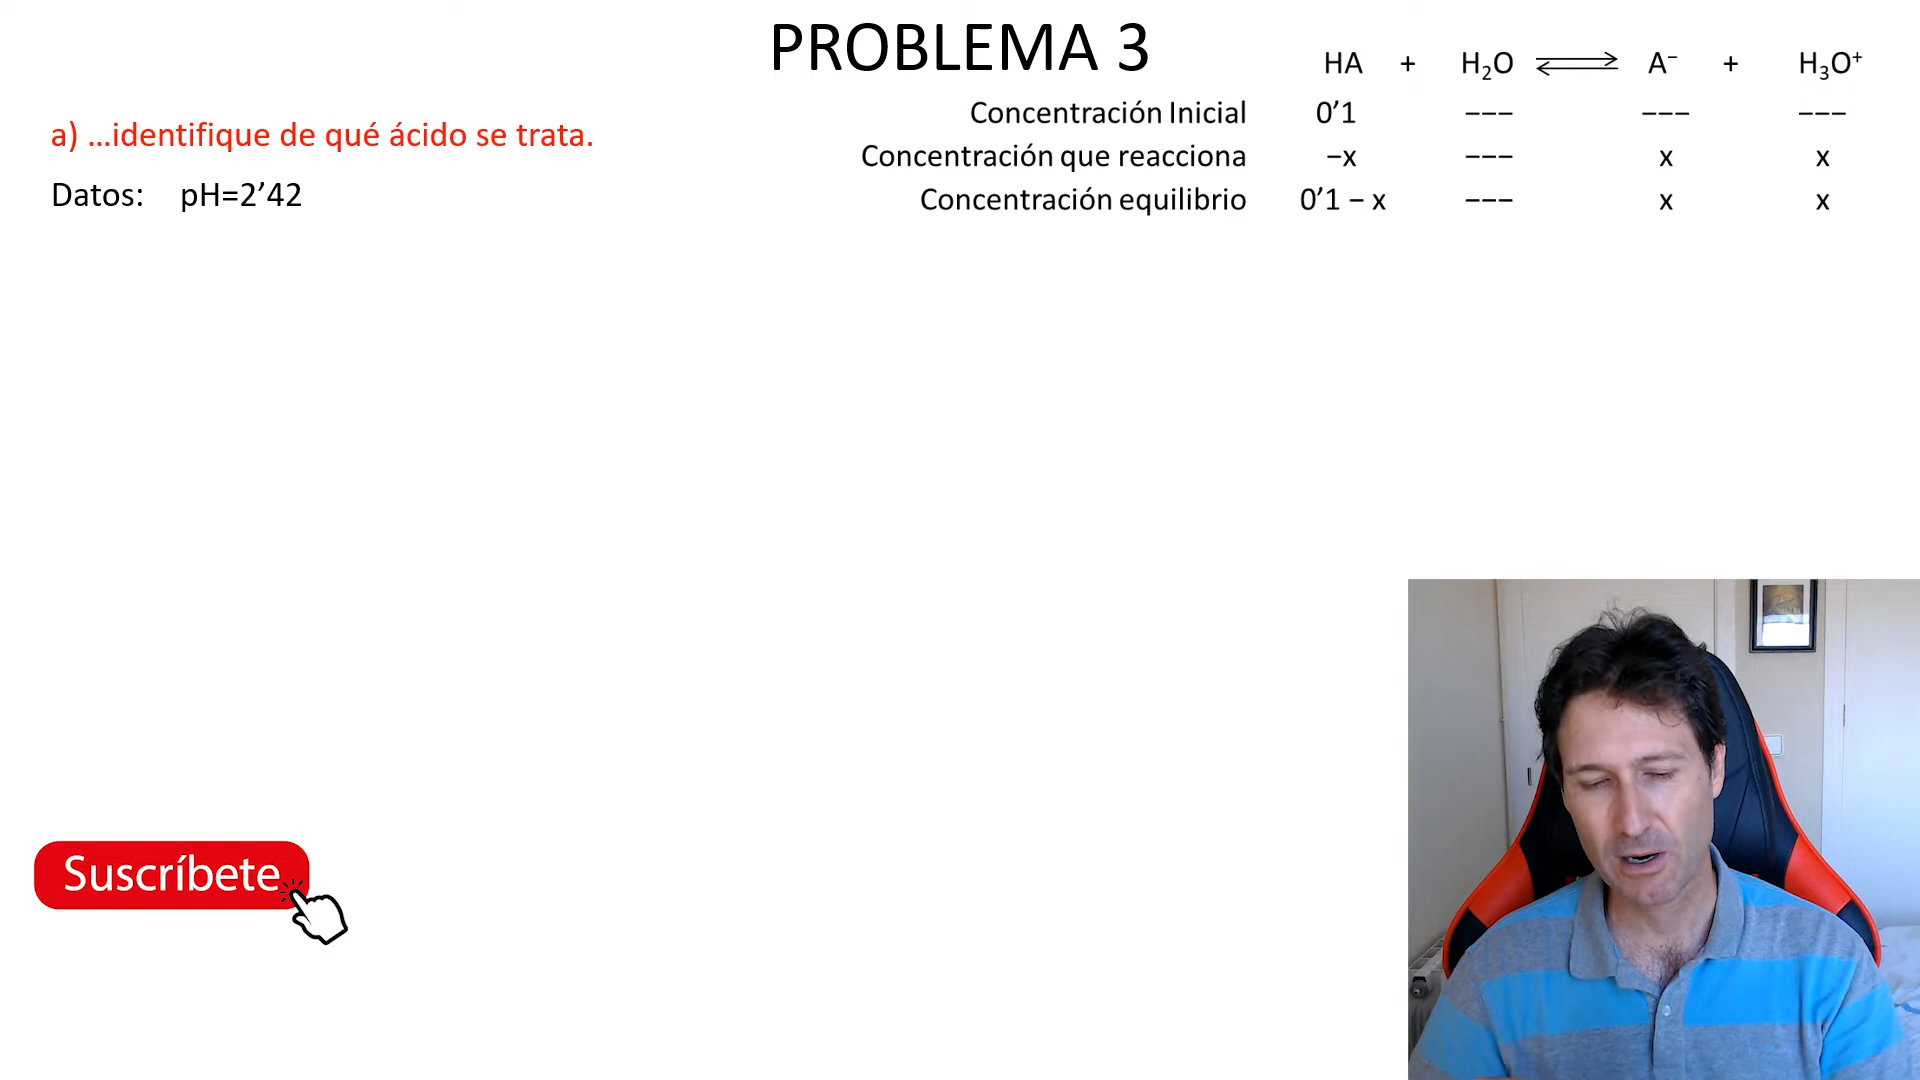 PROBLEMA 3
HA + H₂O ⇌ A⁻ + H₃O⁺
Concentración Inicial 0’1 --- --- ---
a) ...identifique de qué ácido se trata.
Concentración que reacciona −x --- x x
Datos: pH=2’42
Concentración equilibrio 0’1 − x --- x x
Suscríbete